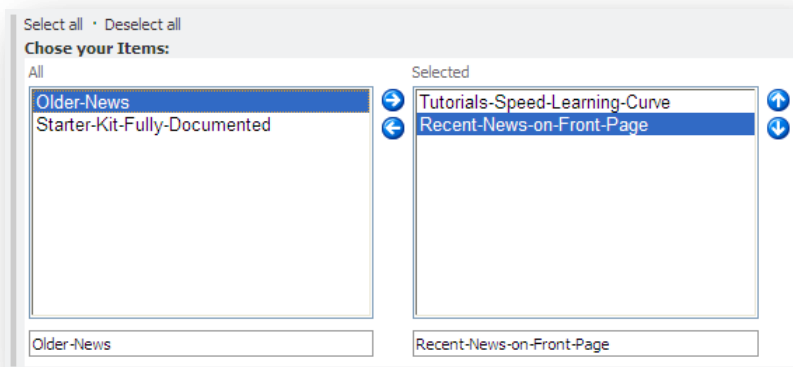 Select all · Deselect all
Chose your Items:
All
Selected
Older-News
Starter-Kit-Fully-Documented
Tutorials-Speed-Learning-Curve
Recent-News-on-Front-Page
Older-News
Recent-News-on-Front-Page